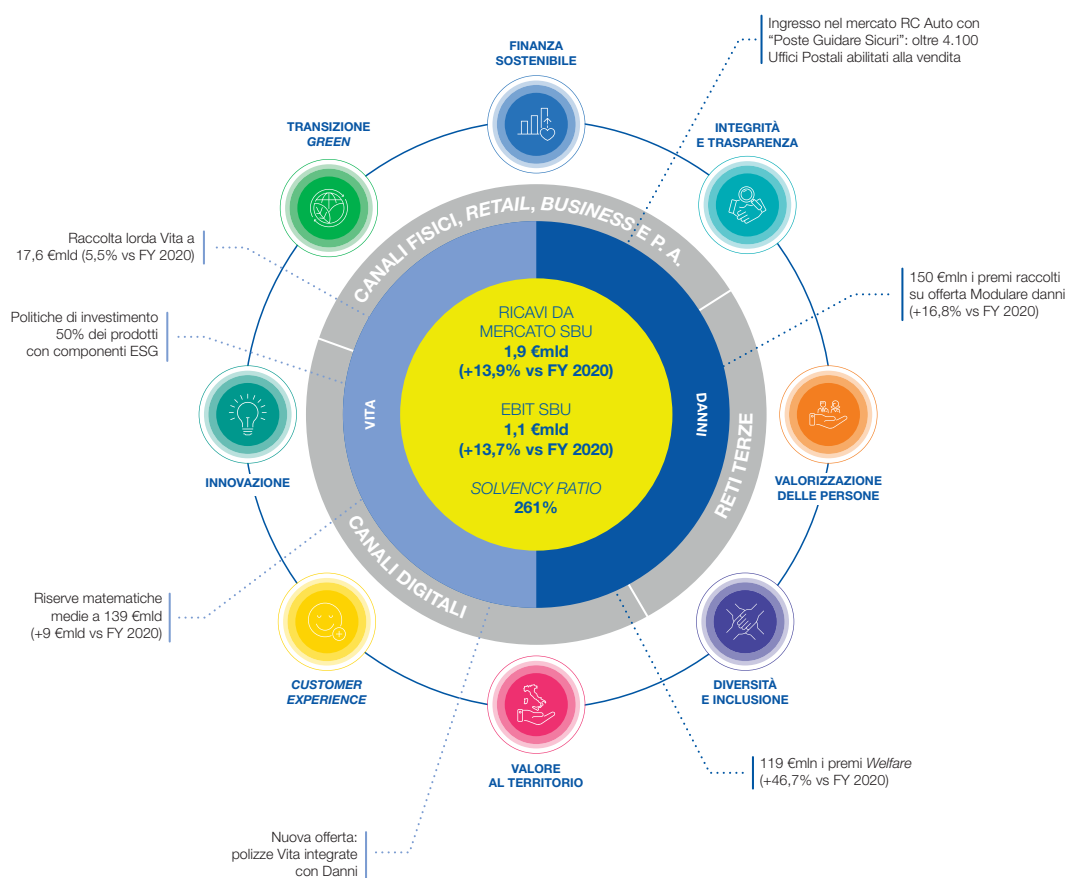 Ingresso nel mercato RC Auto con
“Poste Guidare Sicuri”: oltre 4.100
Uffici Postali abilitati alla vendita
FINANZA
SOSTENIBILE
TRANSIZIONE
GREEN
INTEGRITÀ
E TRASPARENZA
CANALI FISICI, RETAIL, BUSINESS E P. A.
Raccolta lorda Vita a
17,6 €mld (5,5% vs FY 2020)
150 €mln i premi raccolti
su offerta Modulare danni
(+16,8% vs FY 2020)
Politiche di investimento
50% dei prodotti
con componenti ESG
RICAVI DA
MERCATO SBU
1,9 €mld
(+13,9% vs FY 2020)
EBIT SBU
1,1 €mld
(+13,7% vs FY 2020)
SOLVENCY RATIO
261%
VITA
DANNI
RETI TERZE
CANALI DIGITALI
INNOVAZIONE
VALORIZZAZIONE
DELLE PERSONE
Riserve matematiche
medie a 139 €mld
(+9 €mld vs FY 2020)
CUSTOMER
EXPERIENCE
DIVERSITÀ
E INCLUSIONE
VALORE
AL TERRITORIO
119 €mln i premi Welfare
(+46,7% vs FY 2020)
Nuova offerta:
polizze Vita integrate
con Danni